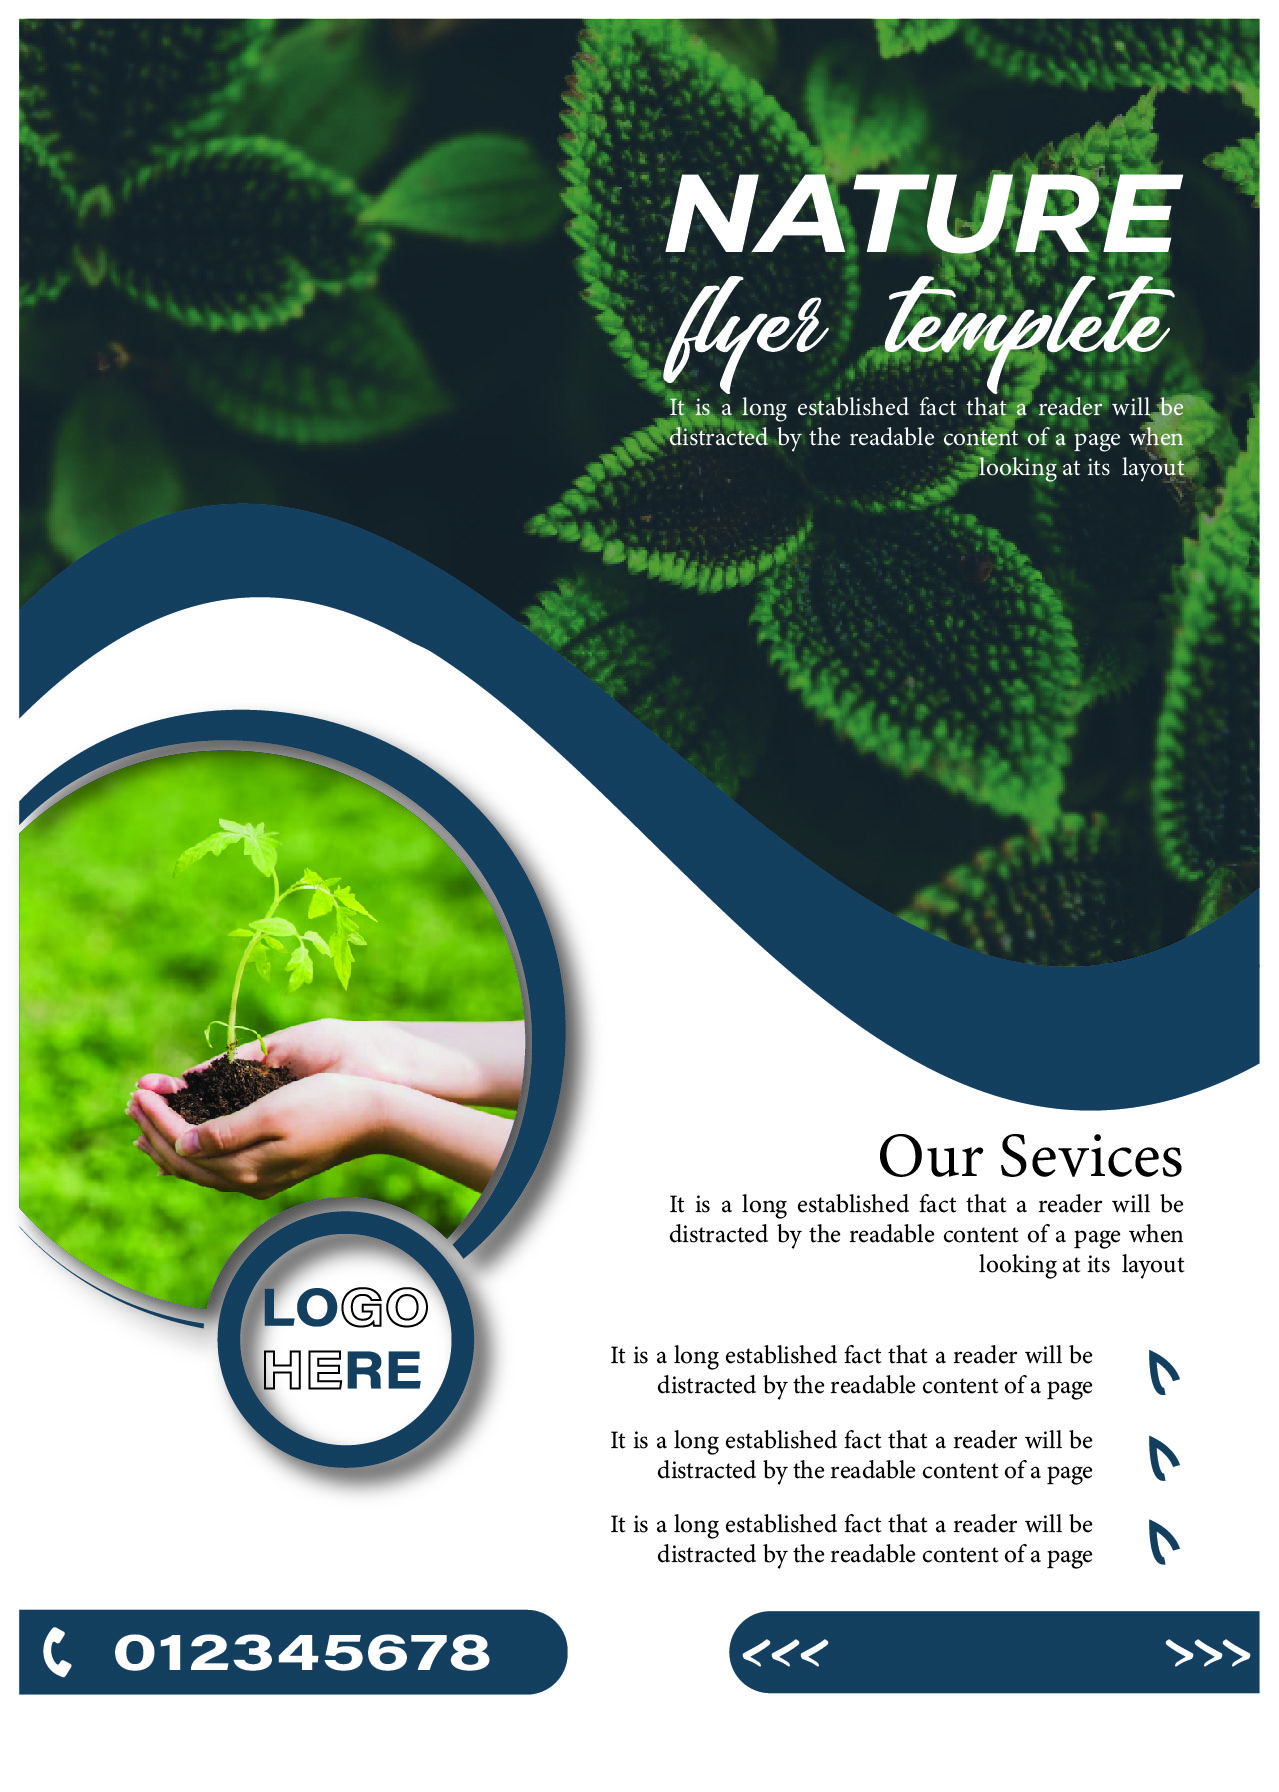 NATURE
flyer templete
It is a long established fact that a reader will be
distracted by the readable content of a page when
looking at its layout
Our Sevices
It is a long established fact that a reader will be
distracted by the readable content of a page when
looking at its layout
LOGO
HERE
It is a long established fact that a reader will be
distracted by the readable content of a page
It is a long established fact that a reader will be
distracted by the readable content of a page
It is a long established fact that a reader will be
distracted by the readable content of a page
012345678
<<< >>>